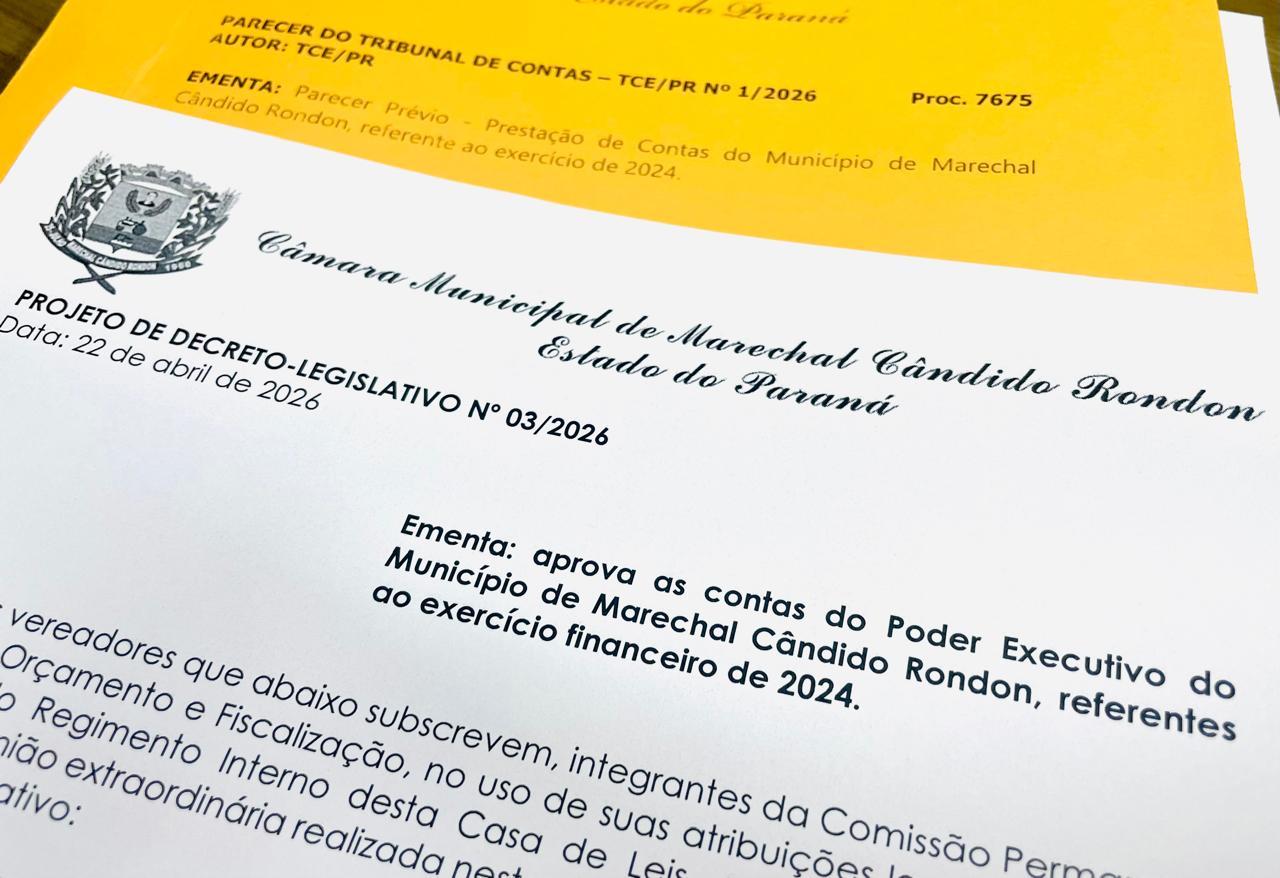 Estado do Paraná
PARECER DO TRIBUNAL DE CONTAS – TCE/PR Nº 1/2026 Proc. 7675
AUTOR: TCE/PR
EMENTA: Parecer Prévio - Prestação de Contas do Município de Marechal
Cândido Rondon, referente ao exercício de 2024.
MARECHAL CÂNDIDO RONDON 1960
Câmara Municipal de Marechal Cândido Rondon
Estado do Paraná
PROJETO DE DECRETO-LEGISLATIVO Nº 03/2026
Data: 22 de abril de 2026
Ementa: aprova as contas do Poder Executivo do
Município de Marechal Cândido Rondon, referentes
ao exercício financeiro de 2024.
vereadores que abaixo subscrevem, integrantes da Comissão
Orçamento e Fiscalização, no uso de suas atribuições
Regimento Interno desta Casa de Leis
extraordinária realizada